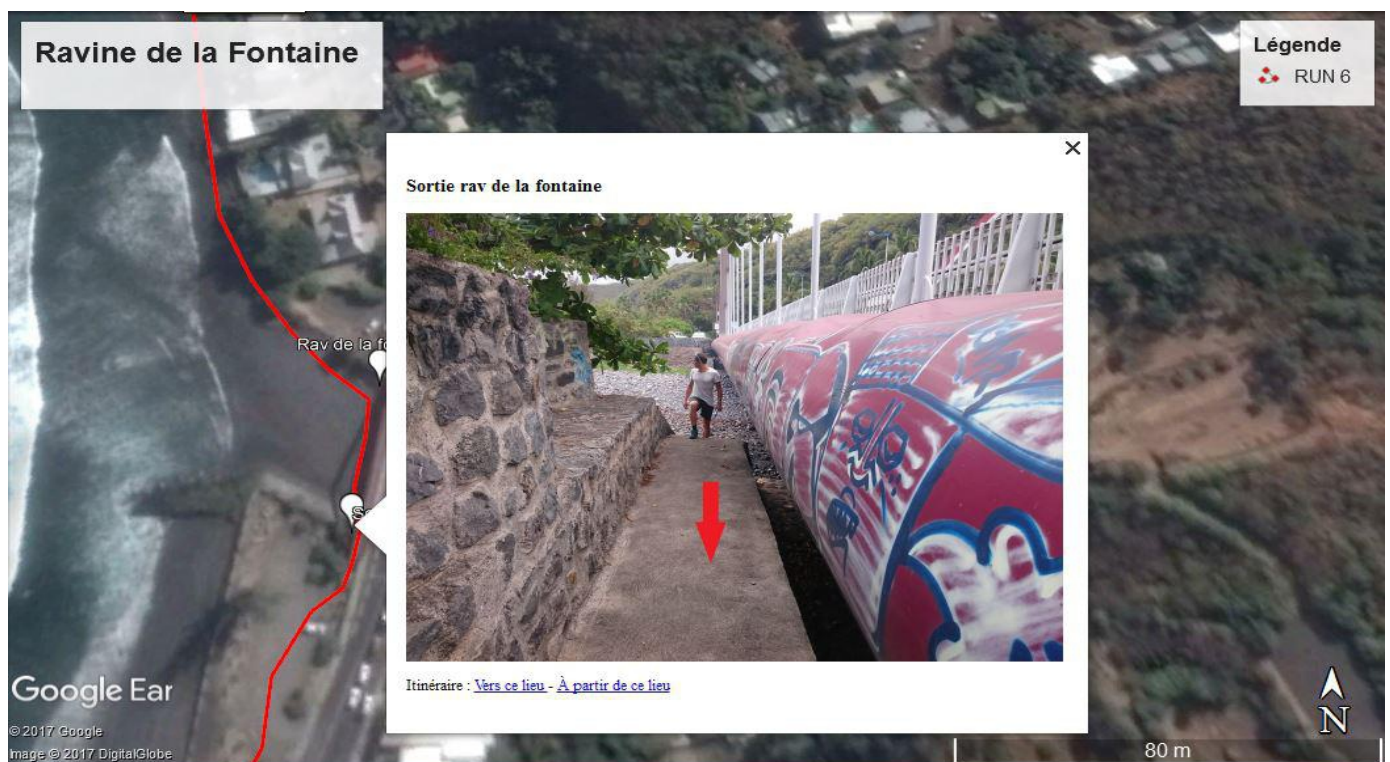 Ravine de la Fontaine
Légende
RUN 6
Sortie rav de la fontaine
Rav de la fo
Itinéraire : Vers ce lieu - À partir de ce lieu
Google Ear
© 2017 Google
Image © 2017 DigitalGlobe
N
80 m